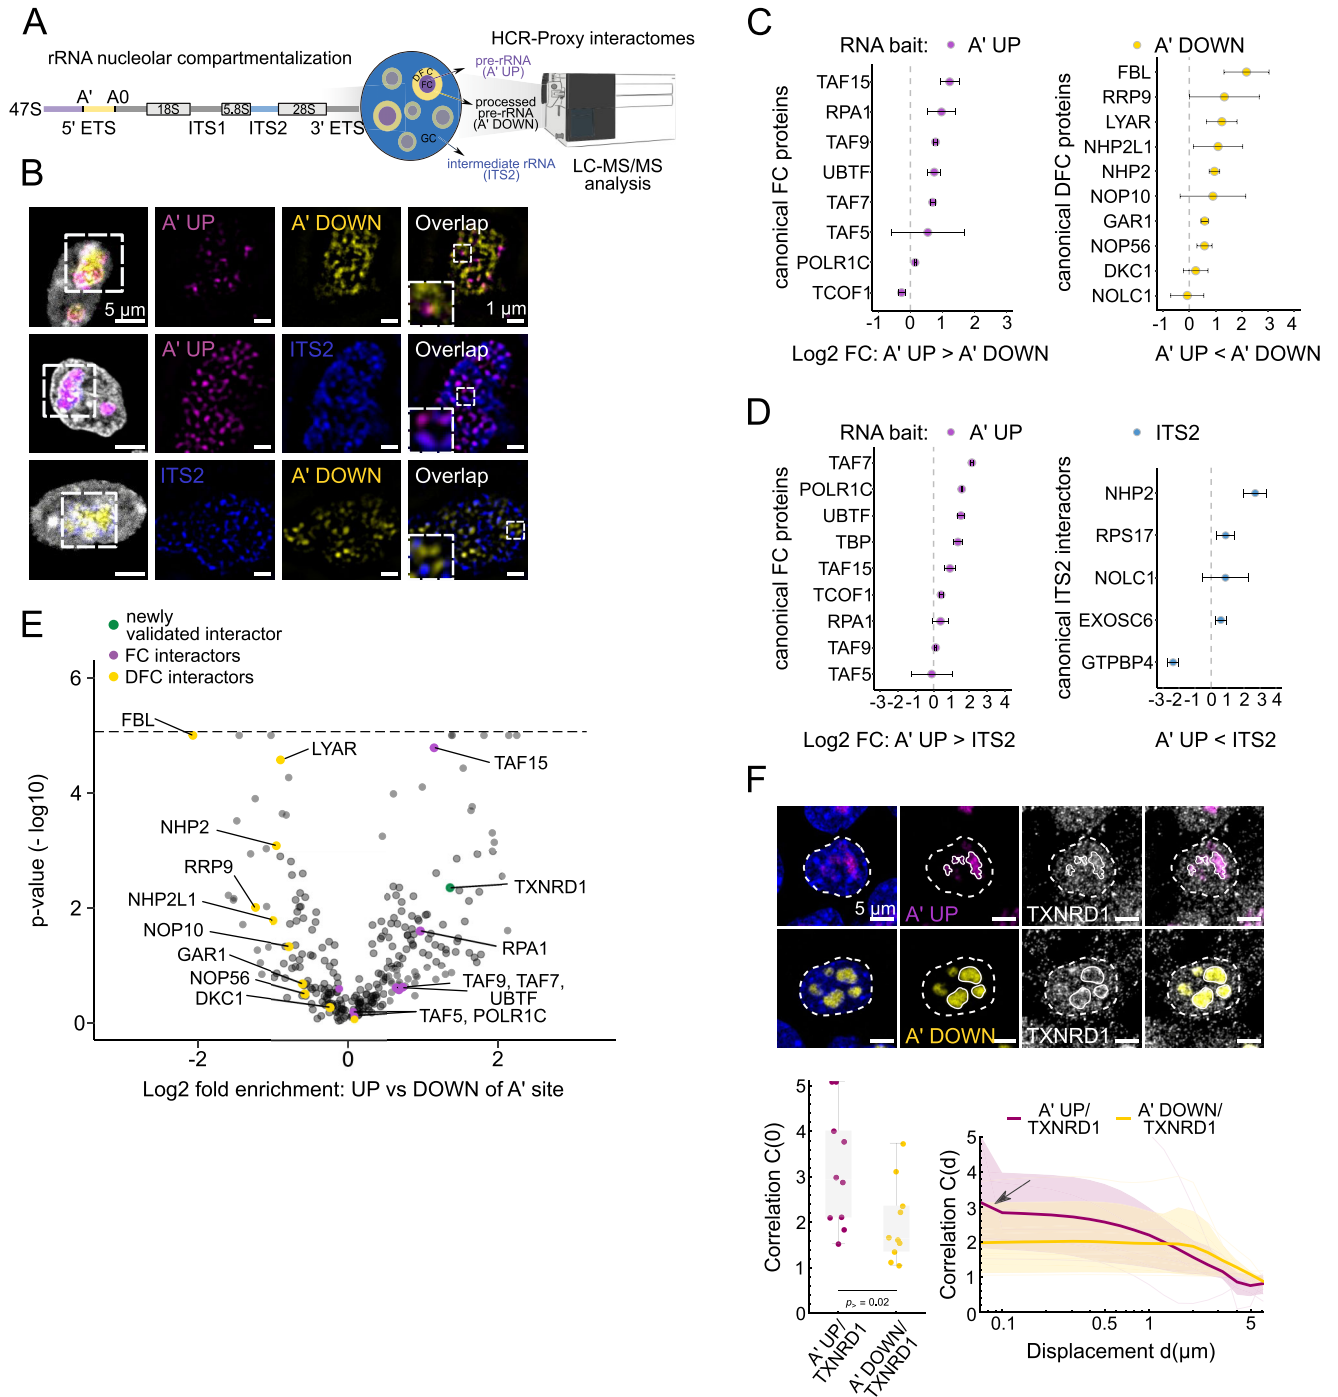 A
rRNA nucleolar compartmentalization
HCR-Proxy interactomes
pre-rRNA
(A' UP)
DFC
FC
processed
pre-rRNA
(A' DOWN)
GC
intermediate rRNA
(ITS2)
LC-MS/MS
analysis
A' A0
47S
18S
5.8S
28S
5' ETS
ITS1
ITS2
3' ETS
B
A' UP
A' DOWN
Overlap
5 µm
1 µm
A' UP
ITS2
Overlap
ITS2
A' DOWN
Overlap
C
RNA bait:
A' UP
A' DOWN
canonical FC proteins
TAF15
RPA1
TAF9
UBTF
TAF7
TAF5
POLR1C
TCOF1
-1 0 1 2 3
Log2 FC: A' UP > A' DOWN
canonical DFC proteins
FBL
RRP9
LYAR
NHP2L1
NHP2
NOP10
GAR1
NOP56
DKC1
NOLC1
-1 0 1 2 3 4
A' UP < A' DOWN
D
RNA bait:
A' UP
ITS2
canonical FC proteins
TAF7
POLR1C
UBTF
TBP
TAF15
TCOF1
RPA1
TAF9
TAF5
-3 -2 -1 0 1 2 3 4
Log2 FC: A' UP > ITS2
canonical ITS2 interactors
NHP2
RPS17
NOLC1
EXOSC6
GTPBP4
-3 -2 -1 0 1 2 3 4
A' UP < ITS2
E
newly
validated interactor
FC interactors
DFC interactors
p-value (- log10)
6
4
2
0
FBL
LYAR
TAF15
NHP2
RRP9
TXNRD1
NHP2L1
NOP10
RPA1
GAR1
NOP56
TAF9, TAF7,
UBTF
DKC1
TAF5, POLR1C
-2 0 2
Log2 fold enrichment: UP vs DOWN of A' site
F
5 µm
A' UP
TXNRD1
A' DOWN
TXNRD1
Correlation C(0)
5
4
3
2
1
0
p> = 0.02
A' UP/
TXNRD1
A' DOWN/
TXNRD1
A' UP/
TXNRD1
A' DOWN/
TXNRD1
Correlation C(d)
5
4
3
2
1
0
0.1 0.5 1 5
Displacement d(µm)